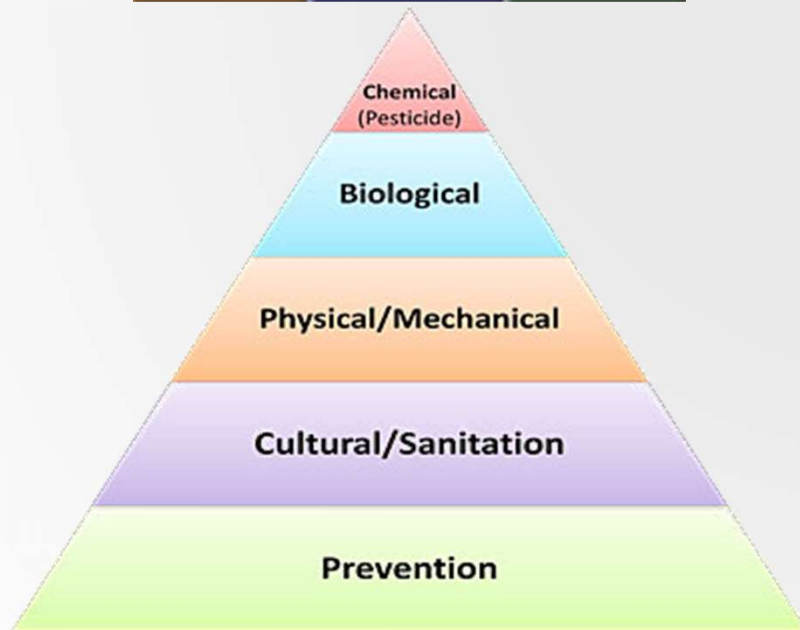 Chemical
(Pesticide)
Biological
Physical/Mechanical
Cultural/Sanitation
Prevention